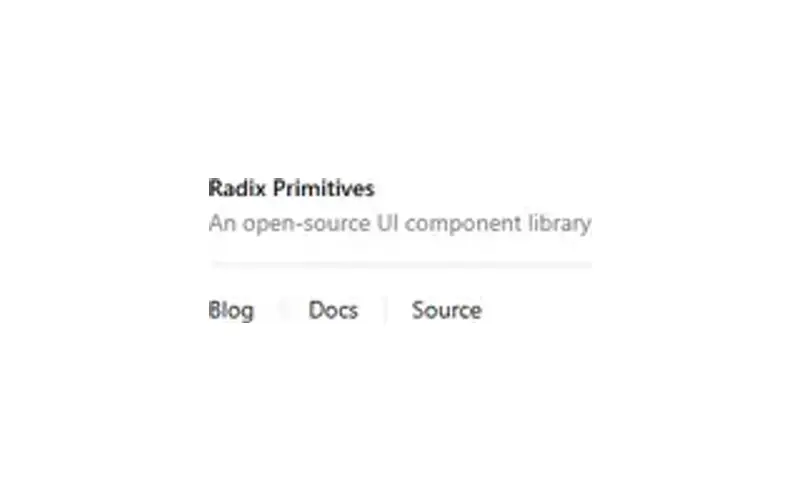 Radix Primitives
An open-source UI component library
Blog
Docs
Source